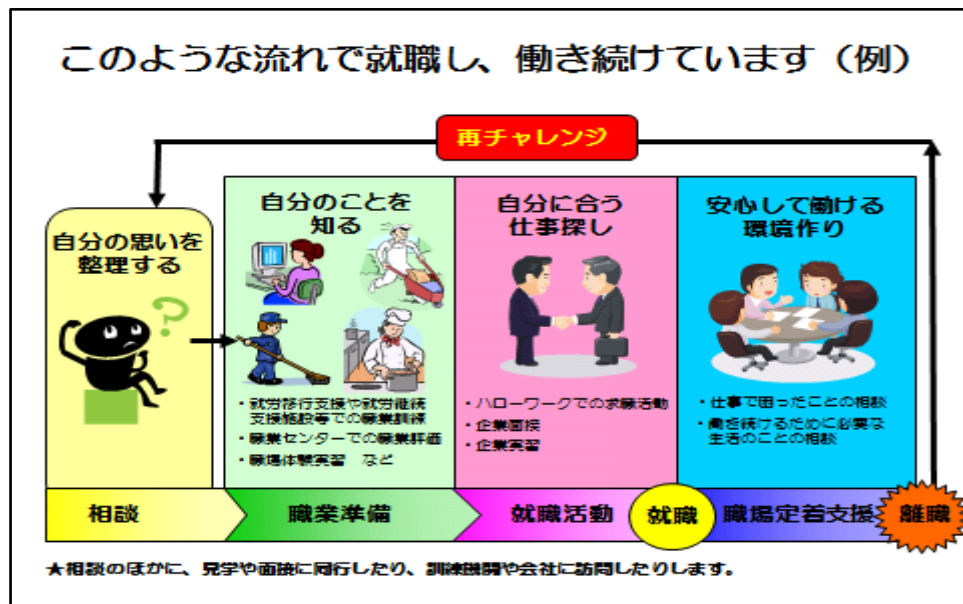 このような流れで就職し、働き続けています（例）
再チャレンジ
自分の思いを
整理する
?
自分のことを
知る
・就労移行支援や就労継続
支援施設等での職業訓練
・職業センターでの職業評価
・職場体験実習　など
自分に合う
仕事探し
・ハローワークでの求職活動
・企業面接
・企業実習
安心して働ける
環境作り
・仕事で困ったことの相談
・働き続けるために必要な
生活のことの相談
相談
職業準備
就職活動
就職
職場定着支援
離職
★相談のほかに、見学や面接に同行したり、訓練機関や会社に訪問したりします。